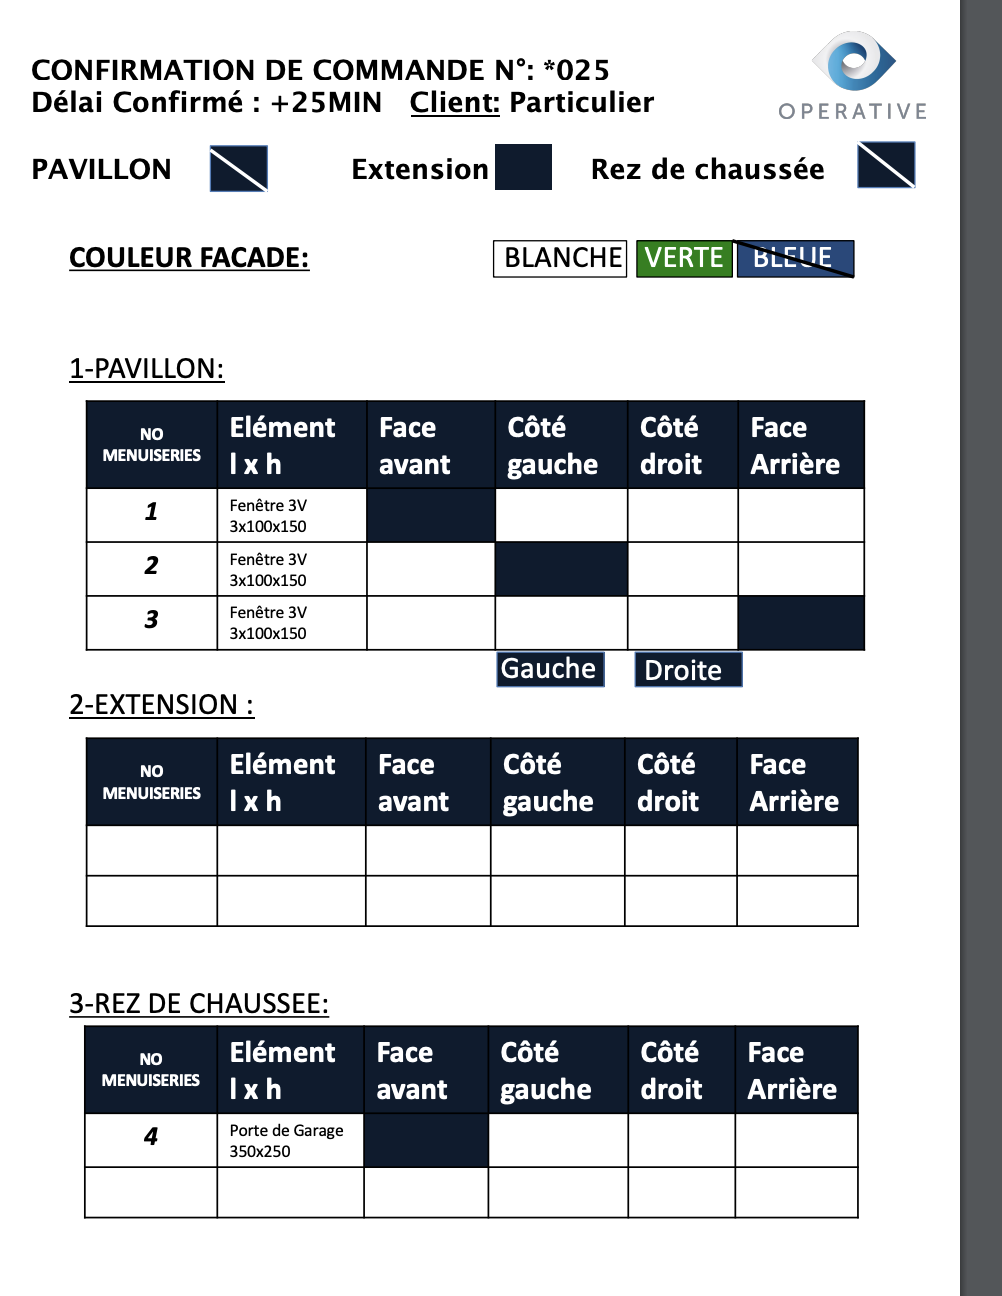 CONFIRMATION DE COMMANDE N°: *025
Délai Confirmé : +25MIN Client: Particulier
OPERATIVE
PAVILLON Extension Rez de chaussée
COULEUR FACADE: BLANCHE VERTE BLEUE
1-PAVILLON:
NO MENUISERIES
Elément l x h
Face avant
Côté gauche
Côté droit
Face Arrière
1
Fenêtre 3V
3x100x150
2
Fenêtre 3V
3x100x150
3
Fenêtre 3V
3x100x150
Gauche Droite
2-EXTENSION :
NO MENUISERIES
Elément l x h
Face avant
Côté gauche
Côté droit
Face Arrière
3-REZ DE CHAUSSEE:
NO MENUISERIES
Elément l x h
Face avant
Côté gauche
Côté droit
Face Arrière
4
Porte de Garage
350x250